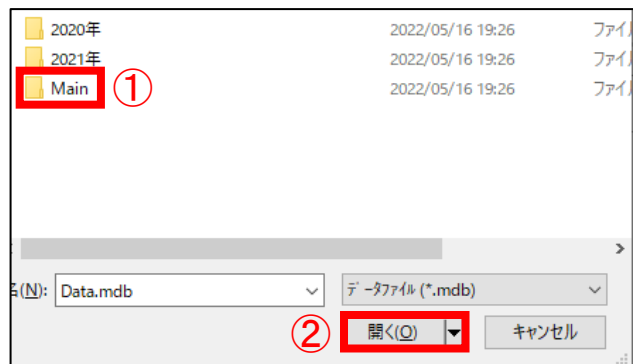 2020年 2022/05/16 19:26 ファイ
2021年 2022/05/16 19:26 ファイ
Main ① 2022/05/16 19:26 ファイ
(N): Data.mdb ﾃﾞｰﾀﾌｧｲﾙ (*.mdb)
② 開く(O) キャンセル